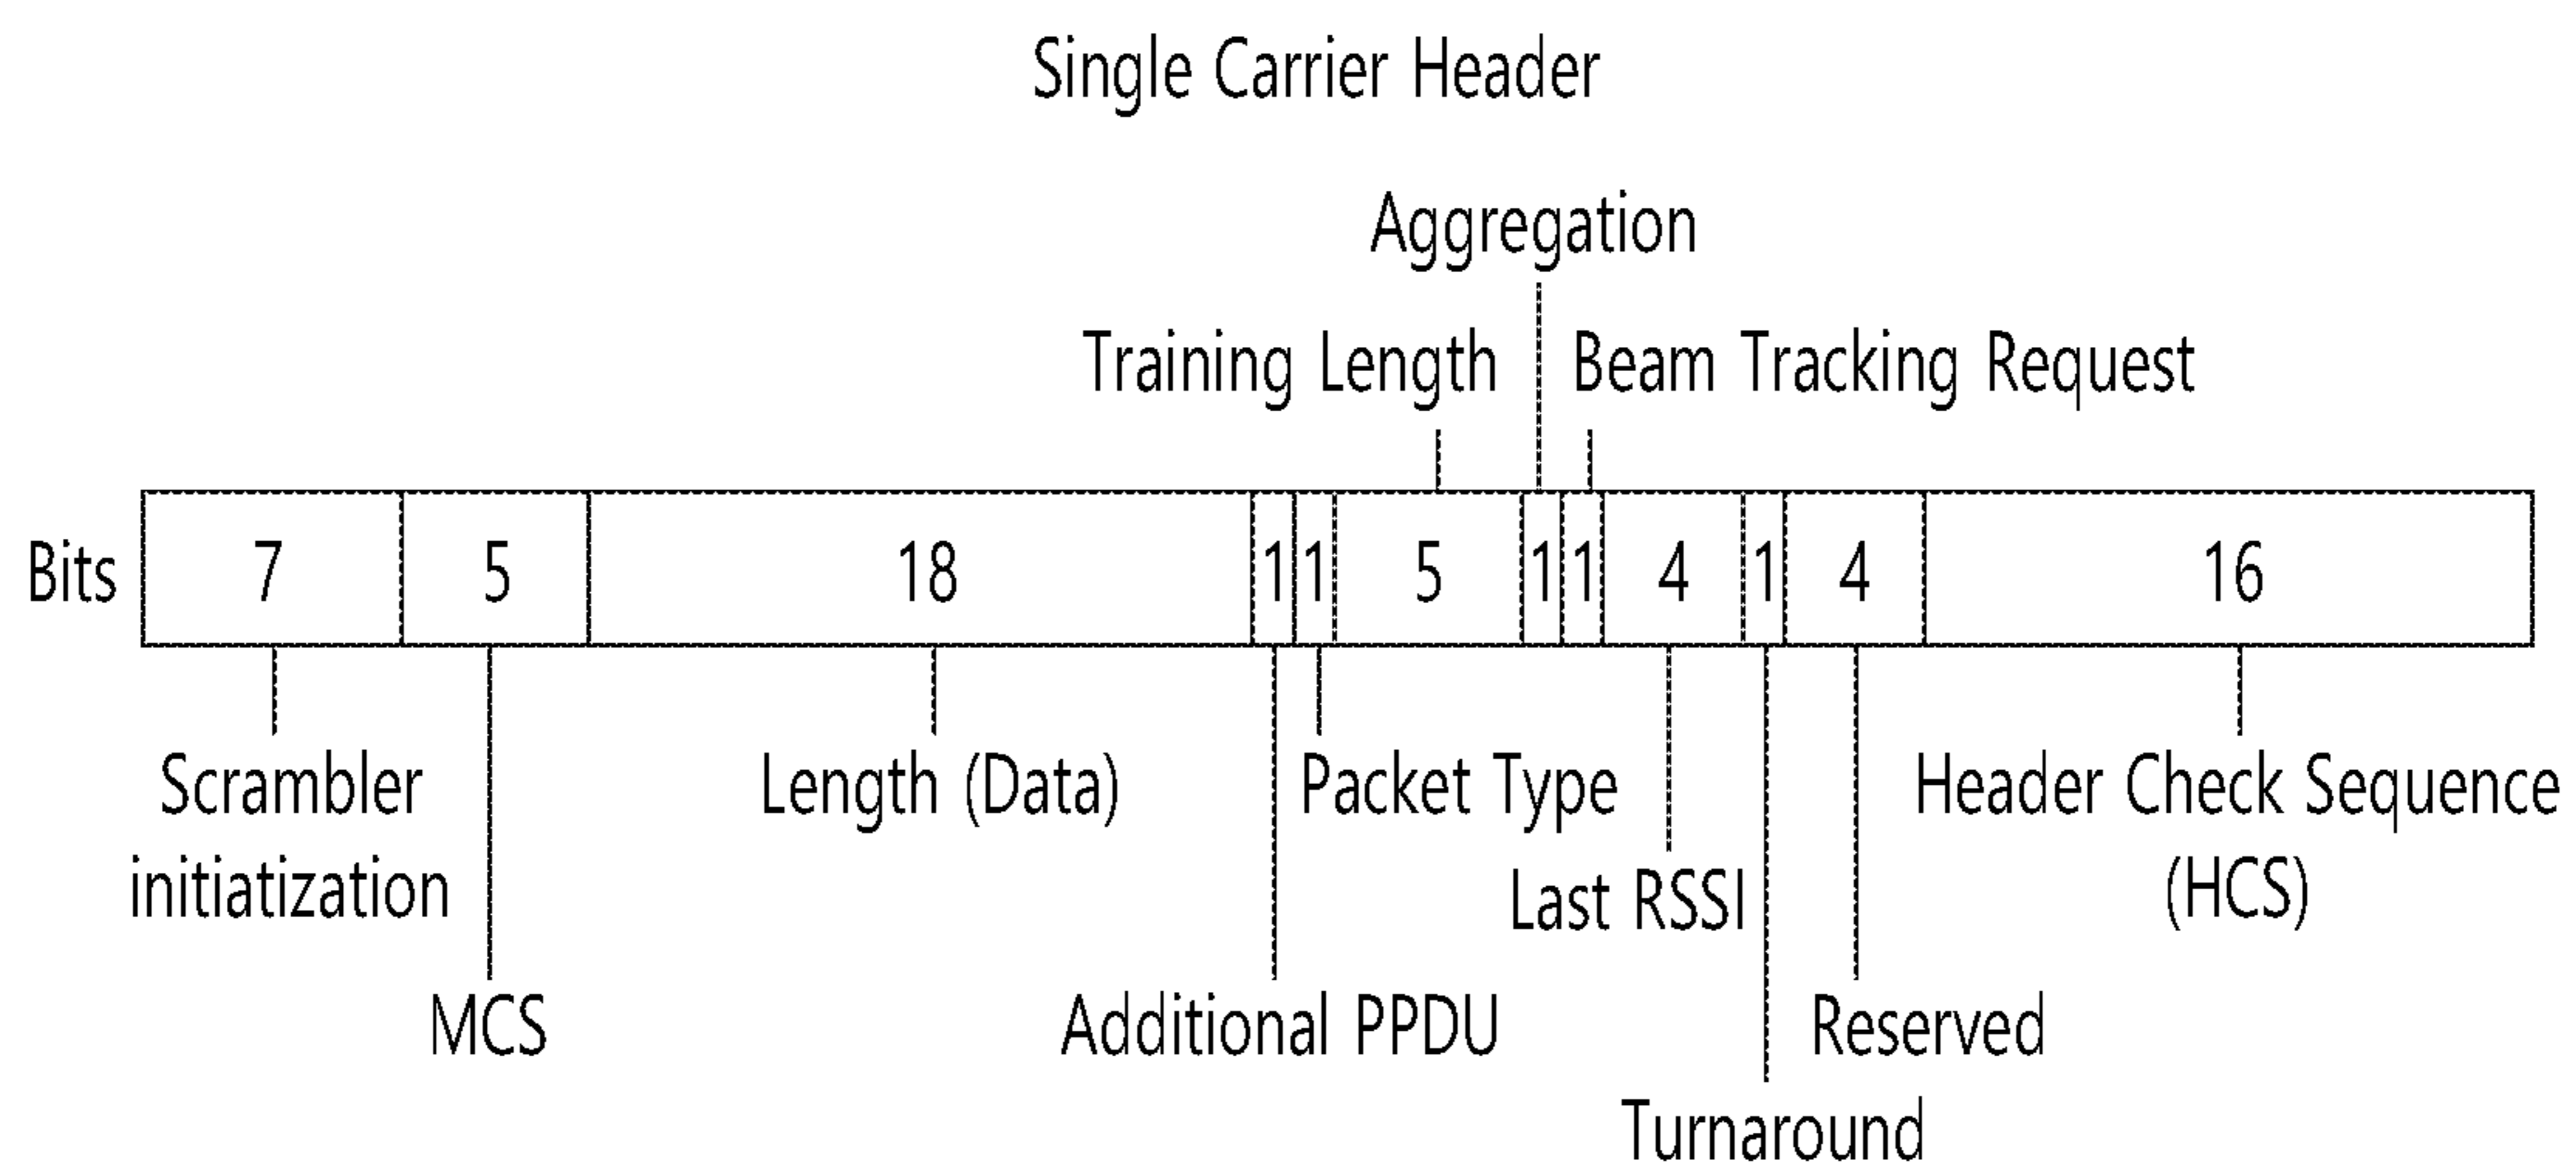 Single Carrier Header
Aggregation
Training Length Beam Tracking Request
Bits 7 5 18 1 1 5 1 1 4 1 4 16
Scrambler
initiatization
Length (Data)
Packet Type
Header Check Sequence
(HCS)
Last RSSI
MCS
Additional PPDU
Reserved
Turnaround